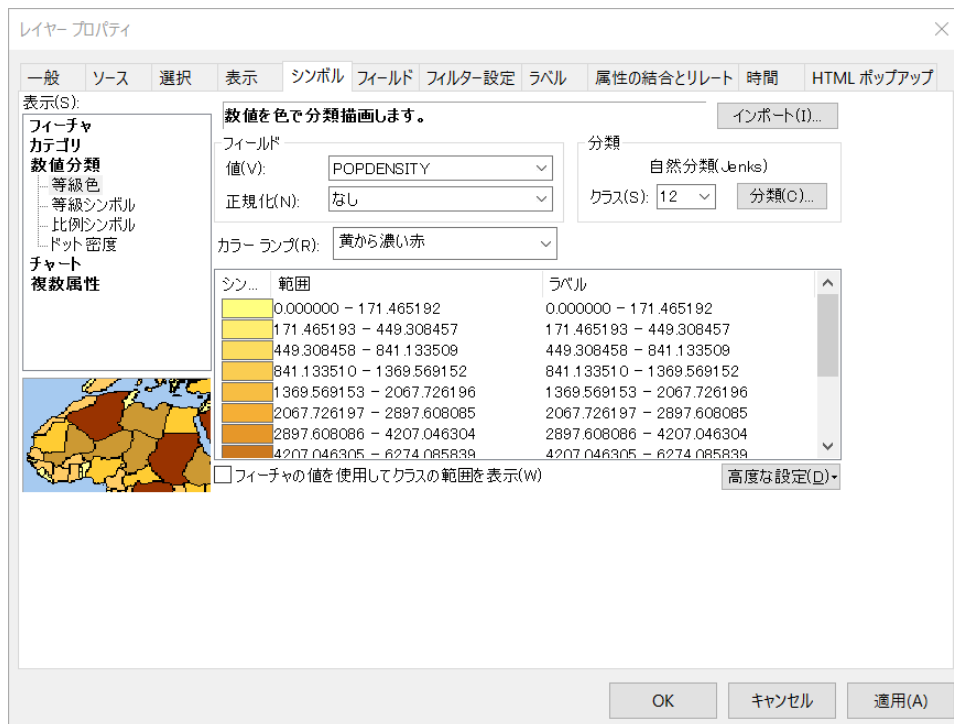 レイヤー プロパティ
一般 ソース 選択 表示 シンボル フィールド フィルター設定 ラベル 属性の結合とリレート 時間 HTML ポップアップ
表示(S):
フィーチャ
カテゴリ
数値分類
等級色
等級シンボル
比例シンボル
ドット密度
チャート
複数属性
数値を色で分類描画します。
インポート(I)...
フィールド
値(V): POPDENSITY
正規化(N): なし
分類
自然分類(Jenks)
クラス(S): 12 分類(C)...
カラー ランプ(R): 黄から濃い赤
シン... 範囲 ラベル
0.000000 - 171.465192 0.000000 - 171.465192
171.465193 - 449.308457 171.465193 - 449.308457
449.308458 - 841.133509 449.308458 - 841.133509
841.133510 - 1369.569152 841.133510 - 1369.569152
1369.569153 - 2067.726196 1369.569153 - 2067.726196
2067.726197 - 2897.608085 2067.726197 - 2897.608085
2897.608086 - 4207.046304 2897.608086 - 4207.046304
4207.046305 - 6274.085839 4207.046305 - 6274.085839
フィーチャの値を使用してクラスの範囲を表示(W)
高度な設定(D)
OK キャンセル 適用(A)